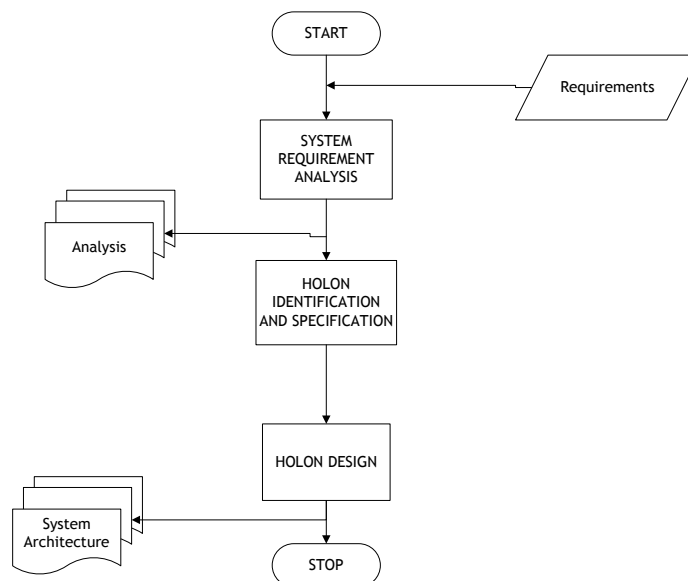 START
Requirements
SYSTEM
REQUIREMENT
ANALYSIS
Analysis
HOLON
IDENTIFICATION
AND SPECIFICATION
HOLON DESIGN
System
Architecture
STOP